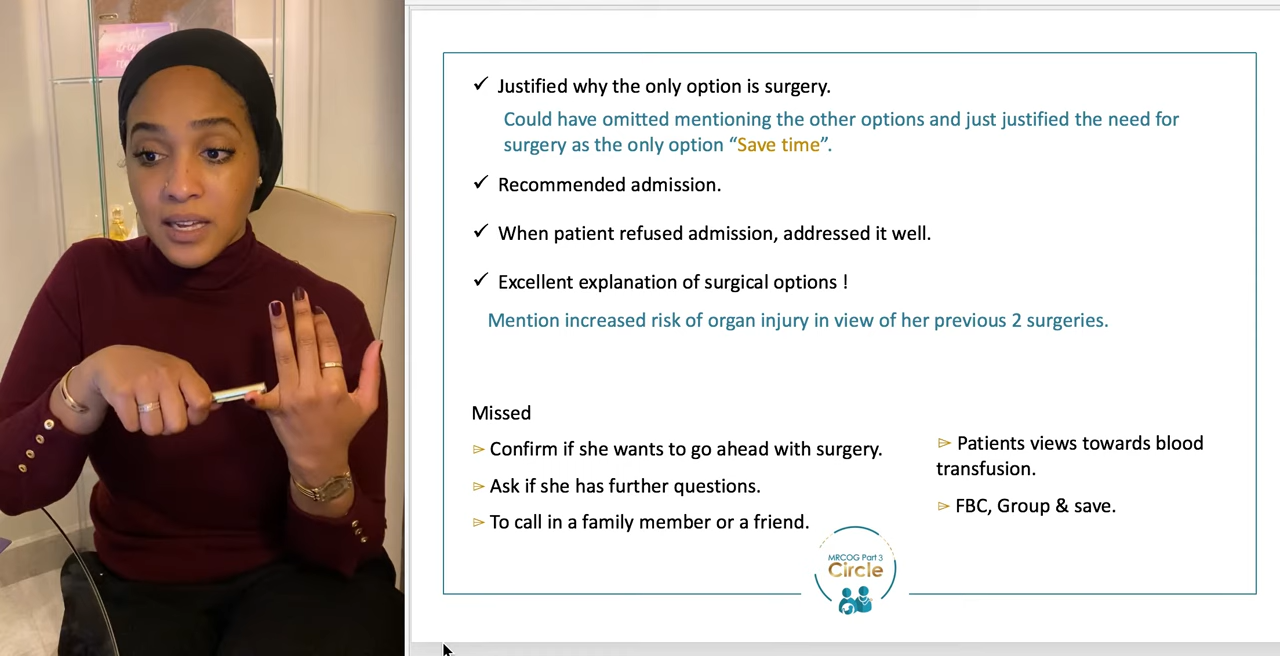 ✓ Justified why the only option is surgery.
Could have omitted mentioning the other options and just justified the need for
surgery as the only option “Save time”.
✓ Recommended admission.
✓ When patient refused admission, addressed it well.
✓ Excellent explanation of surgical options !
Mention increased risk of organ injury in view of her previous 2 surgeries.
Missed
⌲ Confirm if she wants to go ahead with surgery.
⌲ Ask if she has further questions.
⌲ To call in a family member or a friend.
⌲ Patients views towards blood
transfusion.
⌲ FBC, Group & save.
MRCOG Part 3
Circle